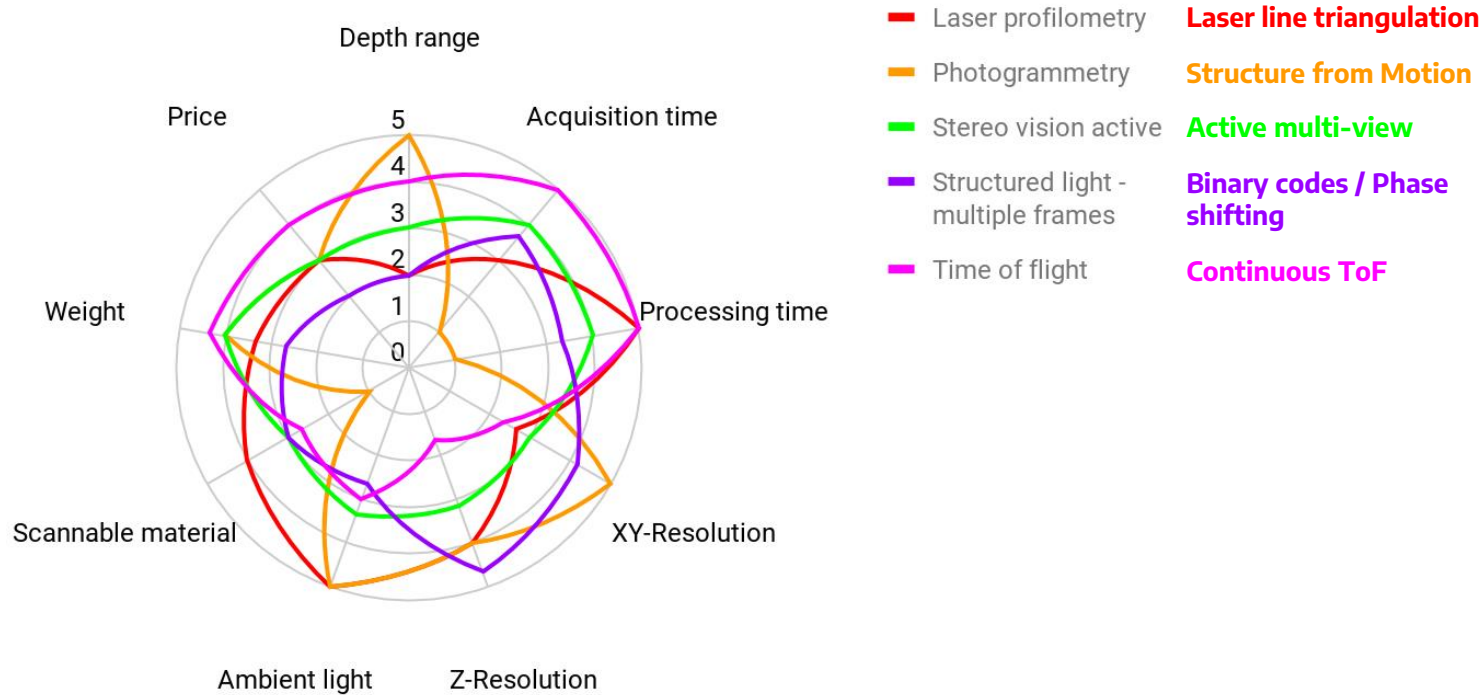 Depth range
Price
Acquisition time
5
4
3
2
1
0
Weight
Processing time
Scannable material
XY-Resolution
Ambient light
Z-Resolution
Laser profilometry
Laser line triangulation
Photogrammetry
Structure from Motion
Stereo vision active
Active multi-view
Structured light -
multiple frames
Binary codes / Phase
shifting
Time of flight
Continuous ToF